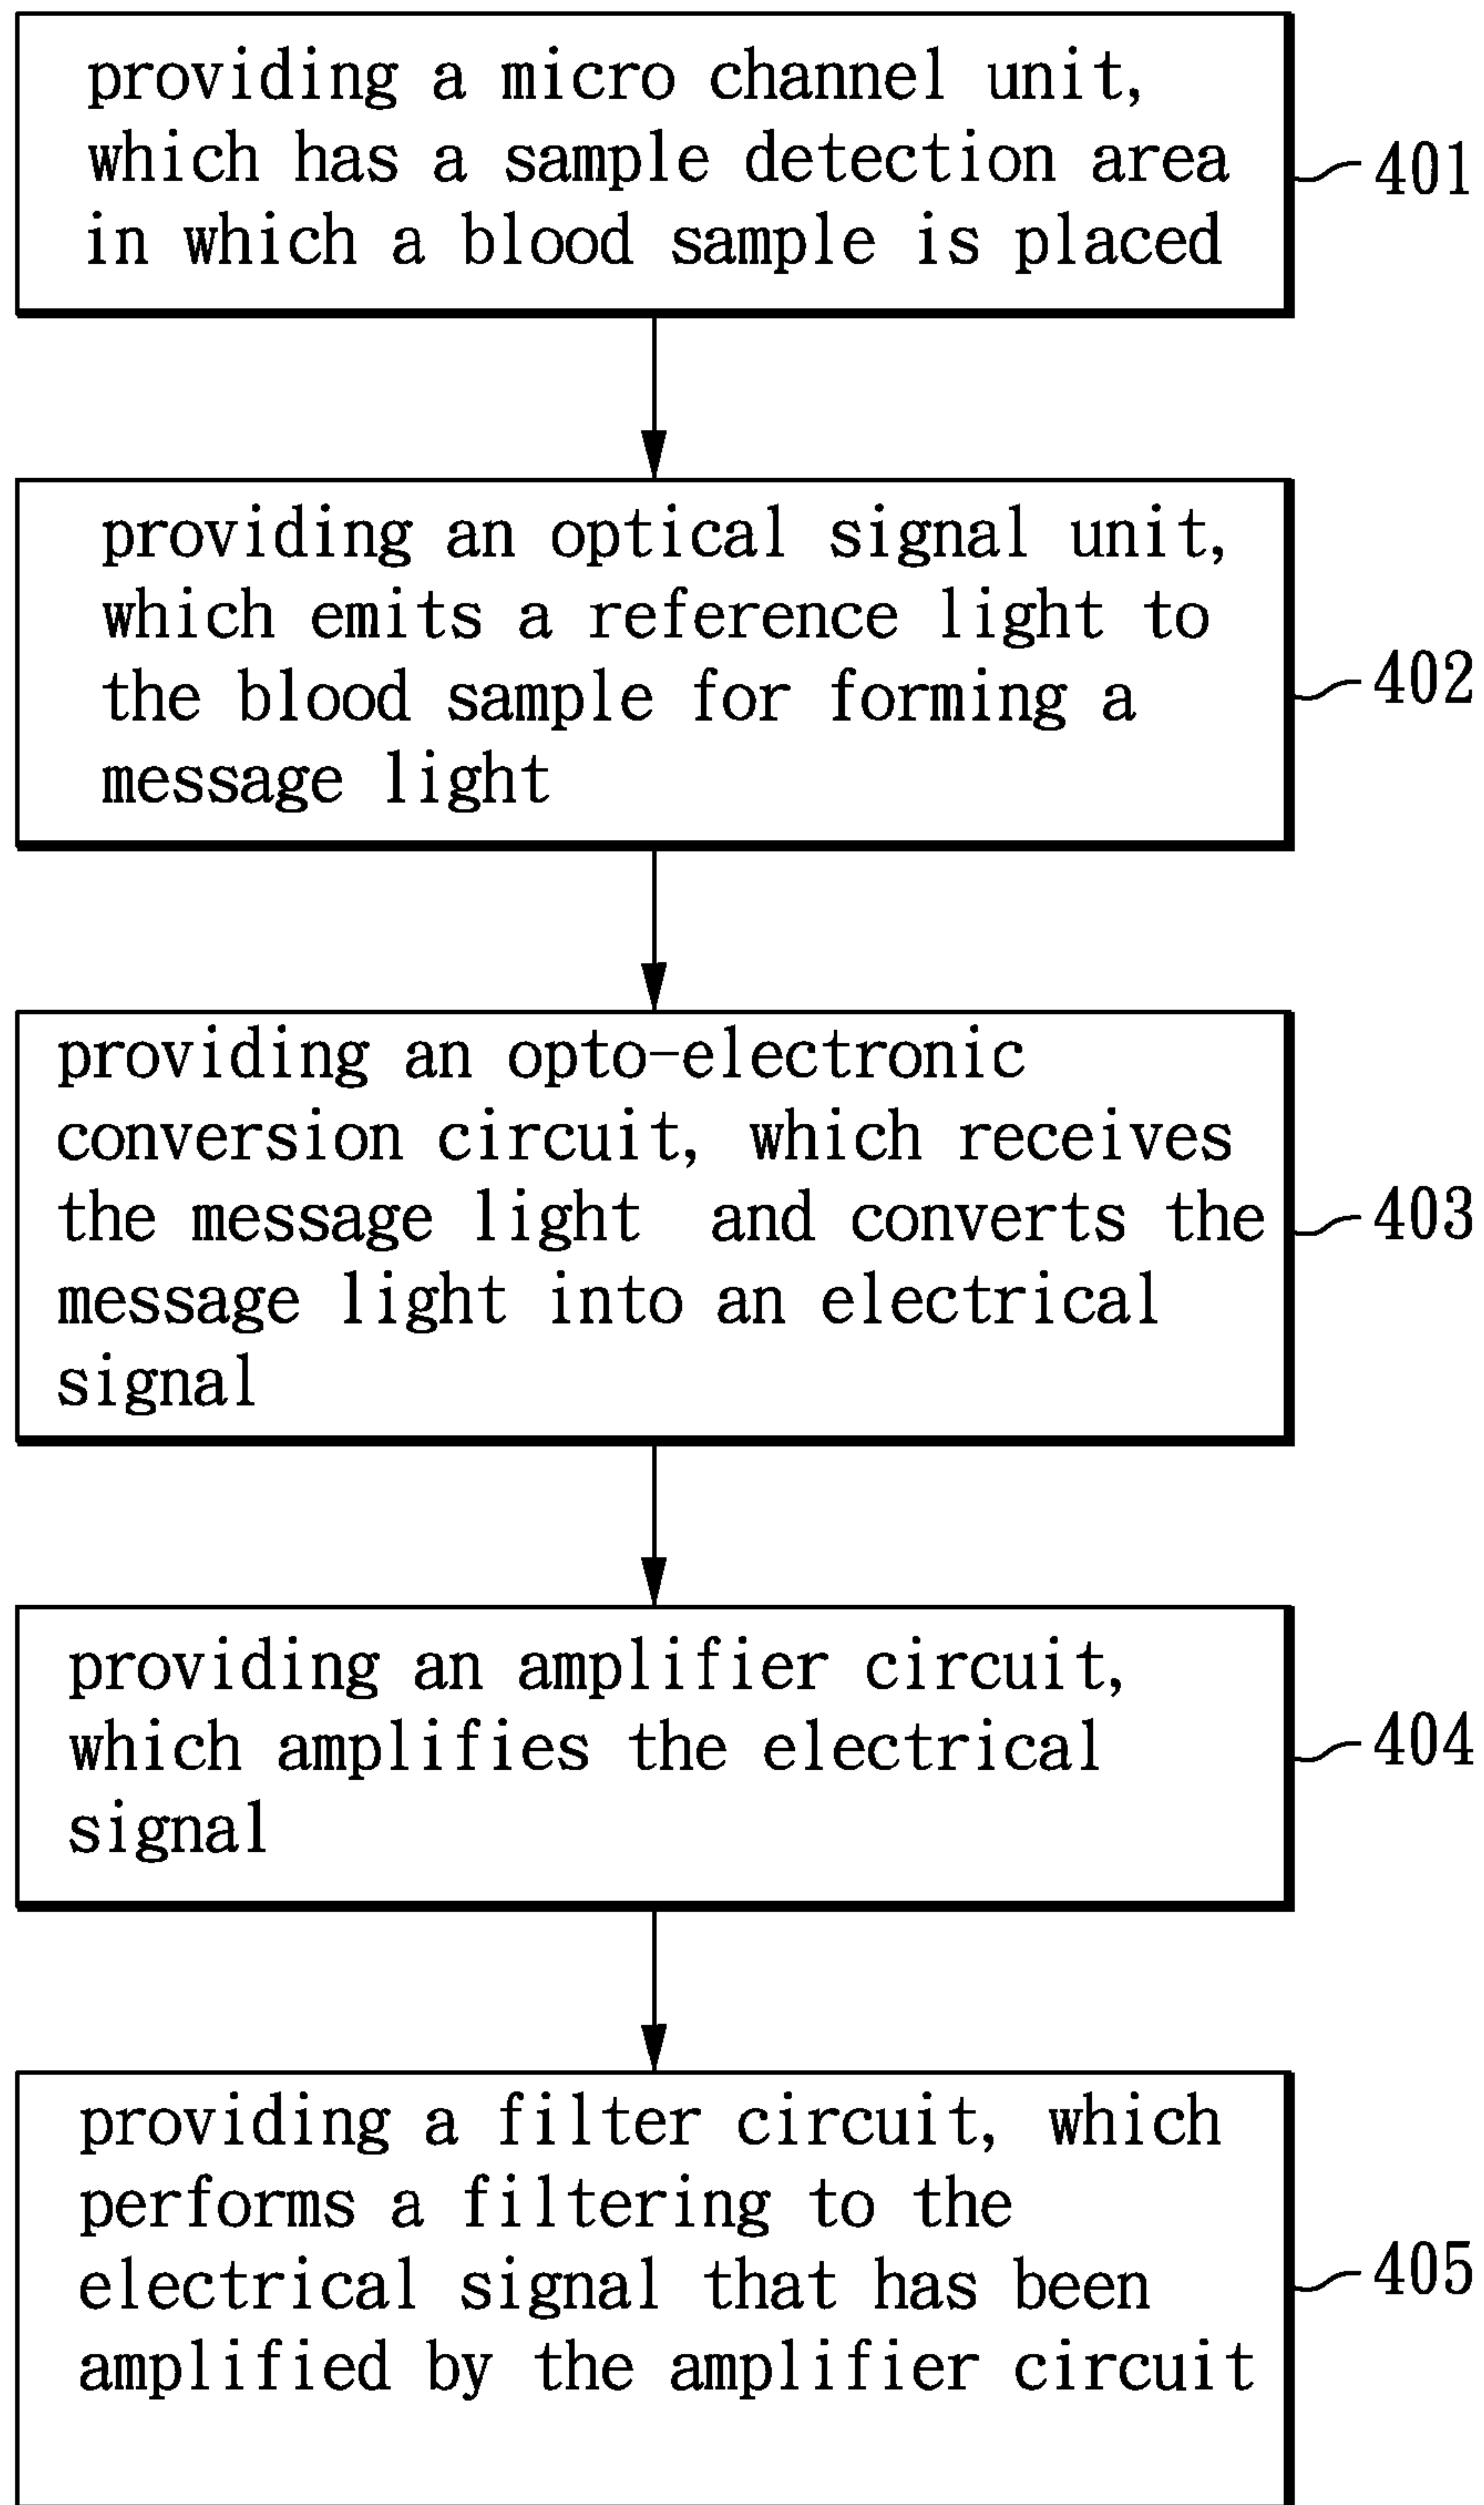 providing a micro channel unit,
which has a sample detection area
in which a blood sample is placed
401
providing an optical signal unit,
which emits a reference light to
the blood sample for forming a
message light
402
providing an opto-electronic
conversion circuit, which receives
the message light and converts the
message light into an electrical
signal
403
providing an amplifier circuit,
which amplifies the electrical
signal
404
providing a filter circuit, which
performs a filtering to the
electrical signal that has been
amplified by the amplifier circuit
405